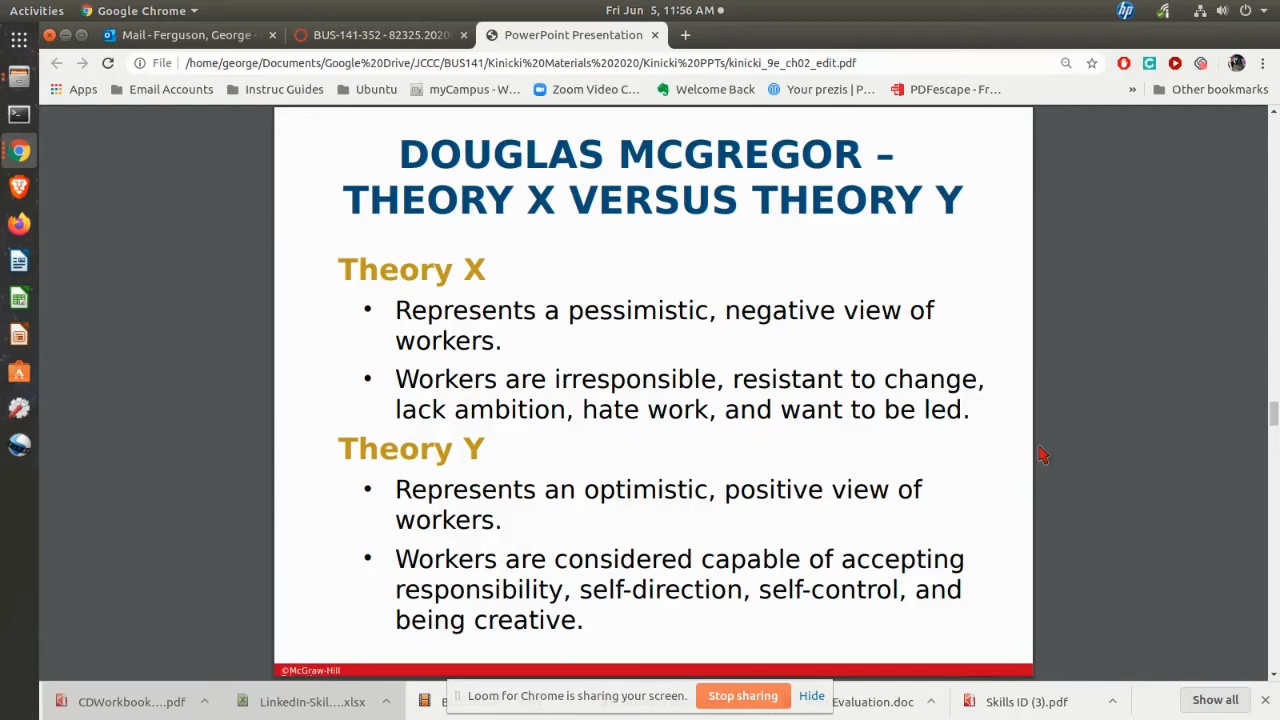 Activities Google Chrome Fri Jun 5, 11:56 AM hp
Mail - Ferguson, George - BUS-141-352 - 82325.2020 PowerPoint Presentation
File /home/george/Documents/Google%20Drive/JCCC/BUS141/Kinicki%20Materials%202020/Kinicki%20PPTs/kinicki_9e_ch02_edit.pdf
Apps Email Accounts Instruc Guides Ubuntu myCampus - W... Zoom Video C... Welcome Back Your prezis | P... PDFescape - Fr... » Other bookmarks
DOUGLAS MCGREGOR –
THEORY X VERSUS THEORY Y
Theory X
• Represents a pessimistic, negative view of
workers.
• Workers are irresponsible, resistant to change,
lack ambition, hate work, and want to be led.
Theory Y
• Represents an optimistic, positive view of
workers.
• Workers are considered capable of accepting
responsibility, self-direction, self-control, and
being creative.
©McGraw-Hill
CDWorkbook....pdf LinkedIn-Skil....xlsx Loom for Chrome is sharing your screen. Stop sharing Hide Evaluation.doc Skills ID (3).pdf Show all